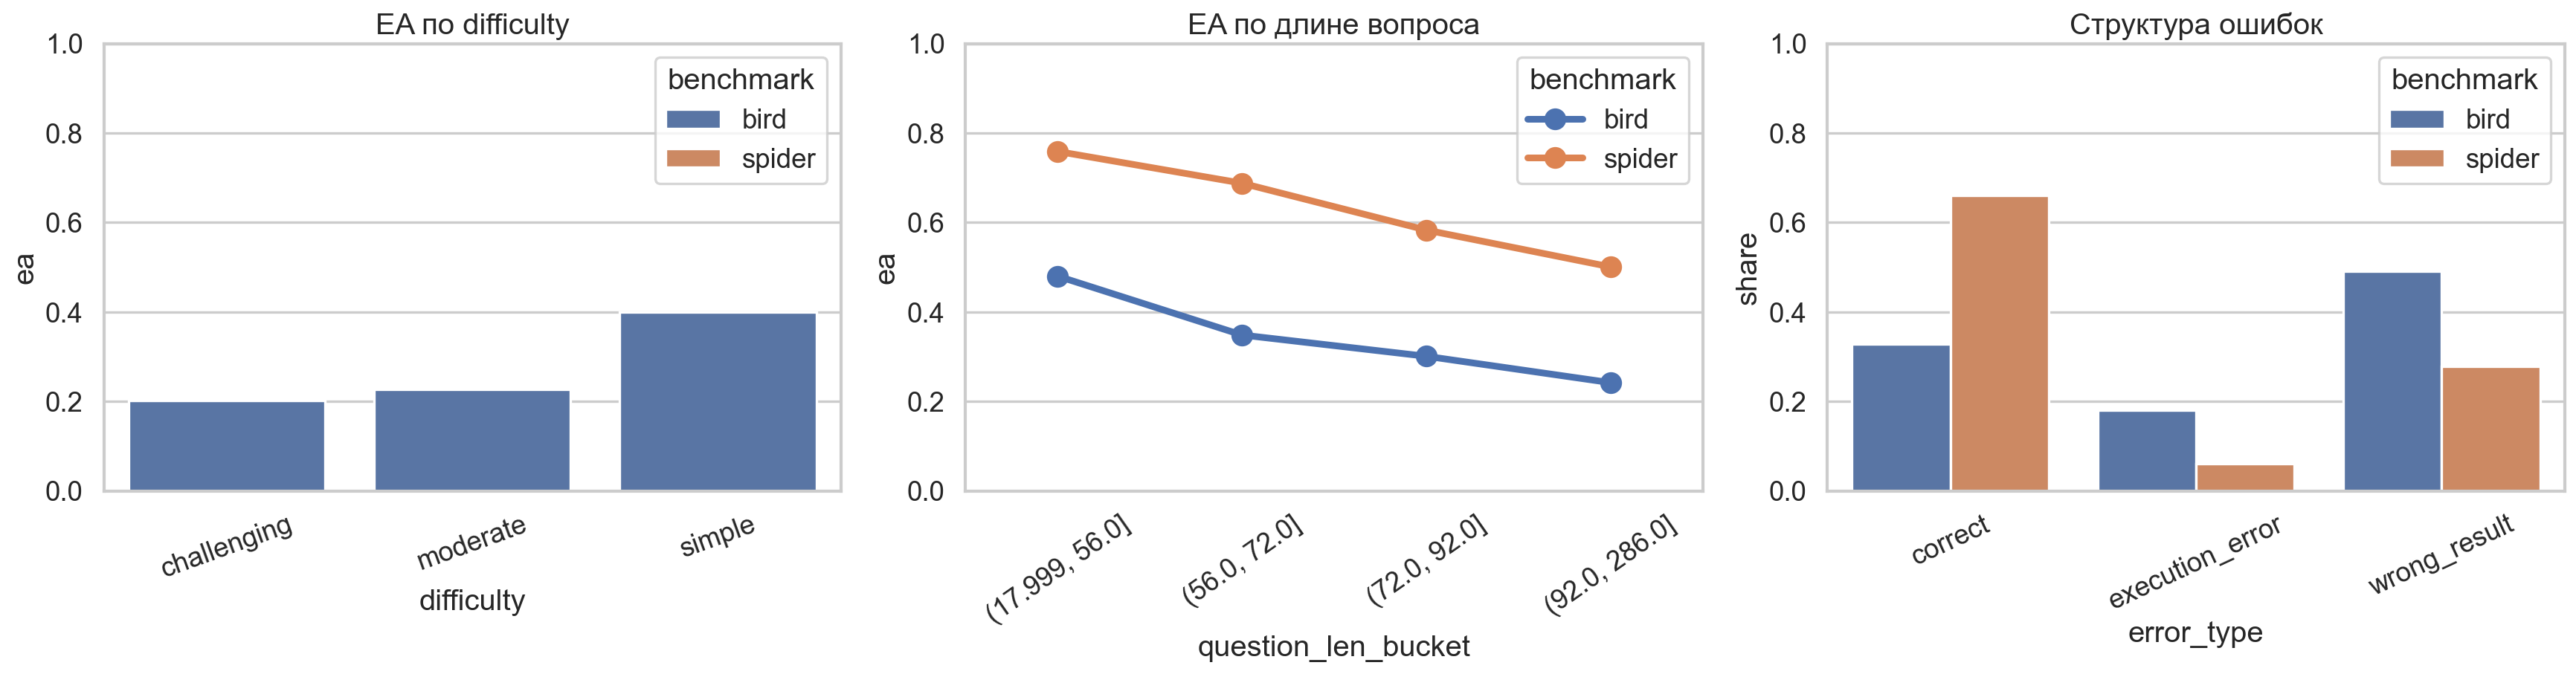 EA по difficulty
1.0
0.8
0.6
0.4
0.2
0.0
ea
benchmark
bird
spider
challenging
moderate
simple
difficulty
EA по длине вопроса
1.0
0.8
0.6
0.4
0.2
0.0
ea
benchmark
bird
spider
(17.999, 56.0]
(56.0, 72.0]
(72.0, 92.0]
(92.0, 286.0]
question_len_bucket
Структура ошибок
1.0
0.8
0.6
0.4
0.2
0.0
share
benchmark
bird
spider
correct
execution_error
wrong_result
error_type